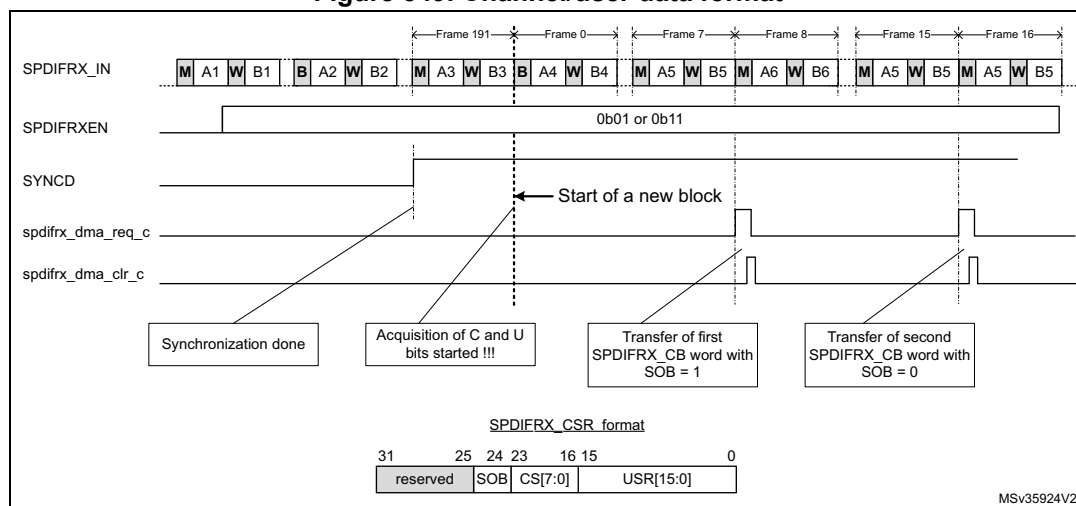 Figure 649. Channel/user data format
Frame 191 Frame 0 Frame 7 Frame 8 Frame 15 Frame 16
SPDIFRX_IN M A1 W B1 B A2 W B2 M A3 W B3 B A4 W B4 M A5 W B5 M A6 W B6 M A5 W B5 M A5 W B5
SPDIFRXEN 0b01 or 0b11
SYNCD
Start of a new block
spdifrx_dma_req_c
spdifrx_dma_clr_c
Synchronization done
Acquisition of C and U
bits started !!!
Transfer of first
SPDIFRX_CB word with
SOB = 1
Transfer of second
SPDIFRX_CB word with
SOB = 0
SPDIFRX_CSR format
31 25 24 23 16 15 0
reserved SOB CS[7:0] USR[15:0]
MSv35924V2